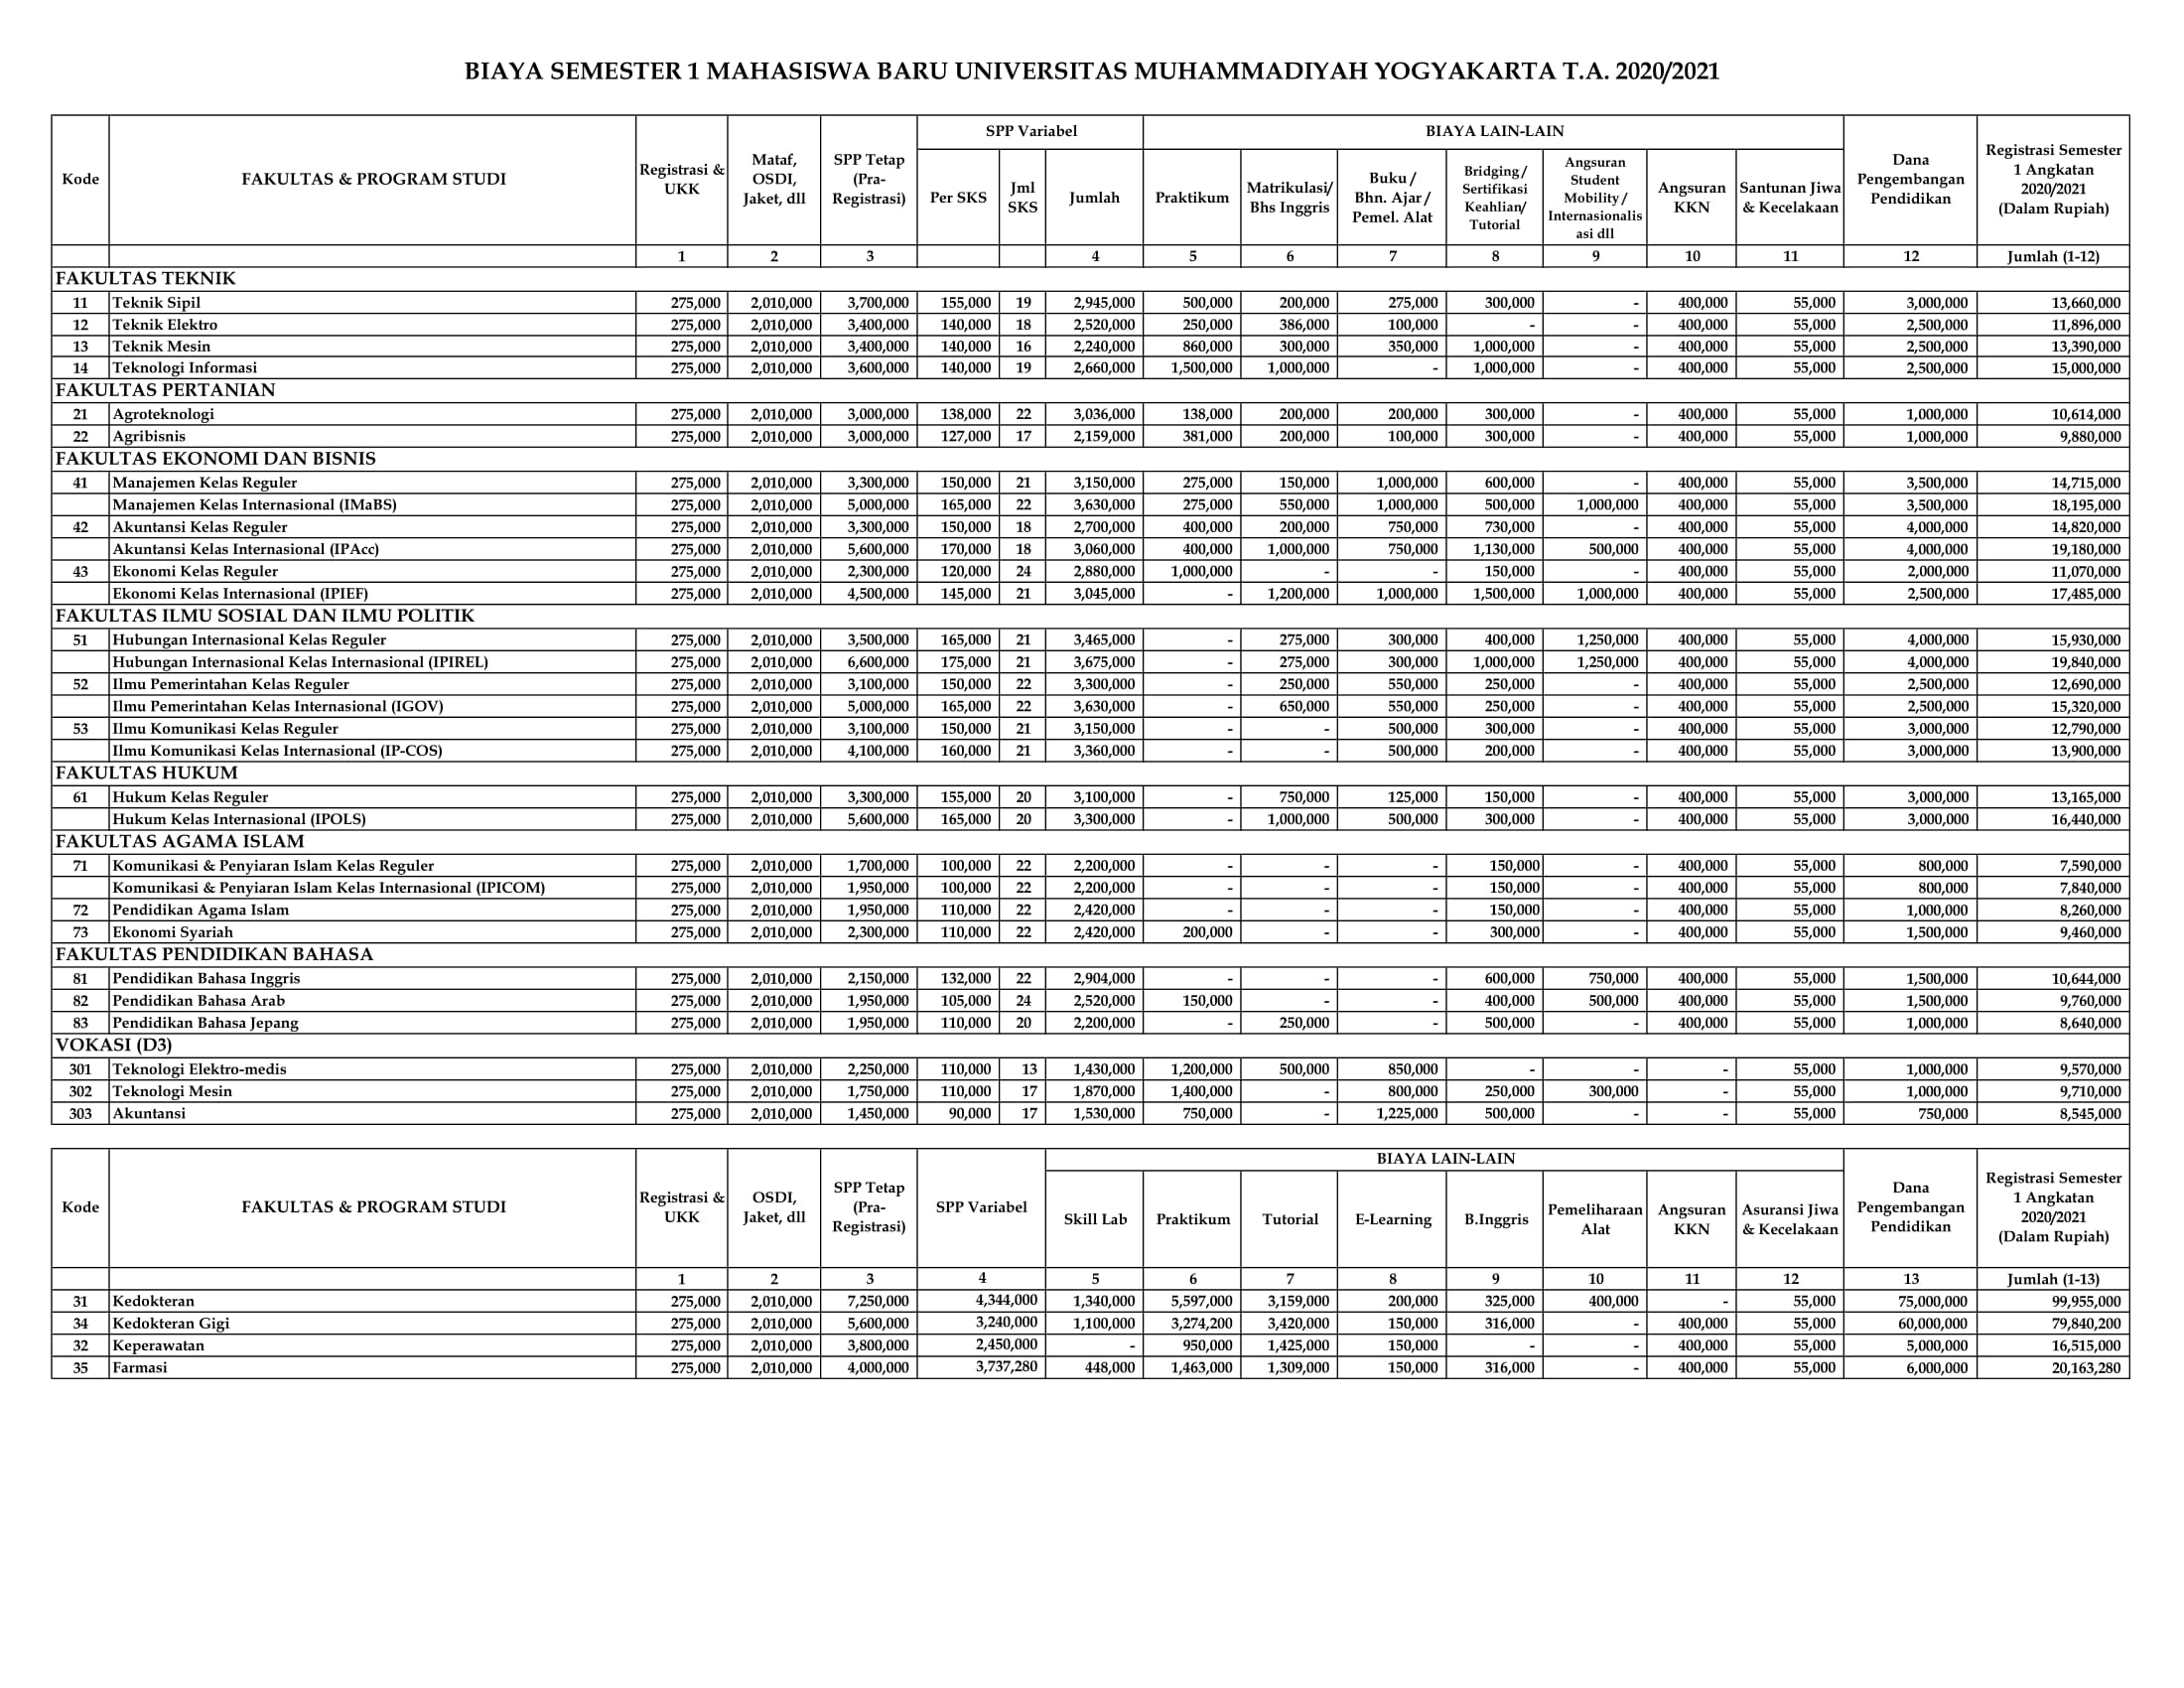 BIAYA SEMESTER 1 MAHASISWA BARU UNIVERSITAS MUHAMMADIYAH YOGYAKARTA T.A. 2020/2021
Kode FAKULTAS & PROGRAM STUDI Registrasi & UKK Mataf, OSDI, Jaket, dll SPP Tetap (Pra-Registrasi) SPP Variabel BIAYA LAIN-LAIN Dana Pengembangan Pendidikan Registrasi Semester 1 Angkatan 2020/2021 (Dalam Rupiah)
Per SKS Jml SKS Jumlah Praktikum Matrikulasi/ Bhs Inggris Buku / Bhn. Ajar / Pemel. Alat Bridging / Sertifikasi Keahlian/ Tutorial Angsuran Student Mobility / Internasionalis asi dll Angsuran KKN Santunan Jiwa & Kecelakaan
1 2 3 4 5 6 7 8 9 10 11 12 Jumlah (1-12)
FAKULTAS TEKNIK
11 Teknik Sipil 275,000 2,010,000 3,700,000 155,000 19 2,945,000 500,000 200,000 275,000 300,000 - 400,000 55,000 3,000,000 13,660,000
12 Teknik Elektro 275,000 2,010,000 3,400,000 140,000 18 2,520,000 250,000 386,000 100,000 - - 400,000 55,000 2,500,000 11,896,000
13 Teknik Mesin 275,000 2,010,000 3,400,000 140,000 16 2,240,000 860,000 300,000 350,000 1,000,000 - 400,000 55,000 2,500,000 13,390,000
14 Teknologi Informasi 275,000 2,010,000 3,600,000 140,000 19 2,660,000 1,500,000 1,000,000 - 1,000,000 - 400,000 55,000 2,500,000 15,000,000
FAKULTAS PERTANIAN
21 Agroteknologi 275,000 2,010,000 3,000,000 138,000 22 3,036,000 138,000 200,000 200,000 300,000 - 400,000 55,000 1,000,000 10,614,000
22 Agribisnis 275,000 2,010,000 3,000,000 127,000 17 2,159,000 381,000 200,000 100,000 300,000 - 400,000 55,000 1,000,000 9,880,000
FAKULTAS EKONOMI DAN BISNIS
41 Manajemen Kelas Reguler 275,000 2,010,000 3,300,000 150,000 21 3,150,000 275,000 150,000 1,000,000 600,000 - 400,000 55,000 3,500,000 14,715,000
Manajemen Kelas Internasional (IMaBS) 275,000 2,010,000 5,000,000 165,000 22 3,630,000 275,000 550,000 1,000,000 500,000 1,000,000 400,000 55,000 3,500,000 18,195,000
42 Akuntansi Kelas Reguler 275,000 2,010,000 3,300,000 150,000 18 2,700,000 400,000 200,000 750,000 730,000 - 400,000 55,000 4,000,000 14,820,000
Akuntansi Kelas Internasional (IPAcc) 275,000 2,010,000 5,600,000 170,000 18 3,060,000 400,000 1,000,000 750,000 1,130,000 500,000 400,000 55,000 4,000,000 19,180,000
43 Ekonomi Kelas Reguler 275,000 2,010,000 2,300,000 120,000 24 2,880,000 1,000,000 - - 150,000 - 400,000 55,000 2,000,000 11,070,000
Ekonomi Kelas Internasional (IPIEF) 275,000 2,010,000 4,500,000 145,000 21 3,045,000 - 1,200,000 1,000,000 1,500,000 1,000,000 400,000 55,000 2,500,000 17,485,000
FAKULTAS ILMU SOSIAL DAN ILMU POLITIK
51 Hubungan Internasional Kelas Reguler 275,000 2,010,000 3,500,000 165,000 21 3,465,000 - 275,000 300,000 400,000 1,250,000 400,000 55,000 4,000,000 15,930,000
Hubungan Internasional Kelas Internasional (IPIREL) 275,000 2,010,000 6,600,000 175,000 21 3,675,000 - 275,000 300,000 1,000,000 1,250,000 400,000 55,000 4,000,000 19,840,000
52 Ilmu Pemerintahan Kelas Reguler 275,000 2,010,000 3,100,000 150,000 22 3,300,000 - 250,000 550,000 250,000 - 400,000 55,000 2,500,000 12,690,000
Ilmu Pemerintahan Kelas Internasional (IGOV) 275,000 2,010,000 5,000,000 165,000 22 3,630,000 - 650,000 550,000 250,000 - 400,000 55,000 2,500,000 15,320,000
53 Ilmu Komunikasi Kelas Reguler 275,000 2,010,000 3,100,000 150,000 21 3,150,000 - - 500,000 300,000 - 400,000 55,000 3,000,000 12,790,000
Ilmu Komunikasi Kelas Internasional (IP-COS) 275,000 2,010,000 4,100,000 160,000 21 3,360,000 - - 500,000 200,000 - 400,000 55,000 3,000,000 13,900,000
FAKULTAS HUKUM
61 Hukum Kelas Reguler 275,000 2,010,000 3,300,000 155,000 20 3,100,000 - 750,000 125,000 150,000 - 400,000 55,000 3,000,000 13,165,000
Hukum Kelas Internasional (IPOLS) 275,000 2,010,000 5,600,000 165,000 20 3,300,000 - 1,000,000 500,000 300,000 - 400,000 55,000 3,000,000 16,440,000
FAKULTAS AGAMA ISLAM
71 Komunikasi & Penyiaran Islam Kelas Reguler 275,000 2,010,000 1,700,000 100,000 22 2,200,000 - - - 150,000 - 400,000 55,000 800,000 7,590,000
Komunikasi & Penyiaran Islam Kelas Internasional (IPICOM) 275,000 2,010,000 1,950,000 100,000 22 2,200,000 - - - 150,000 - 400,000 55,000 800,000 7,840,000
72 Pendidikan Agama Islam 275,000 2,010,000 1,950,000 110,000 22 2,420,000 - - - 150,000 - 400,000 55,000 1,000,000 8,260,000
73 Ekonomi Syariah 275,000 2,010,000 2,300,000 110,000 22 2,420,000 200,000 - - 300,000 - 400,000 55,000 1,500,000 9,460,000
FAKULTAS PENDIDIKAN BAHASA
81 Pendidikan Bahasa Inggris 275,000 2,010,000 2,150,000 132,000 22 2,904,000 - - - 600,000 750,000 400,000 55,000 1,500,000 10,644,000
82 Pendidikan Bahasa Arab 275,000 2,010,000 1,950,000 105,000 24 2,520,000 150,000 - - 400,000 500,000 400,000 55,000 1,500,000 9,760,000
83 Pendidikan Bahasa Jepang 275,000 2,010,000 1,950,000 110,000 20 2,200,000 - 250,000 - 500,000 - 400,000 55,000 1,000,000 8,640,000
VOKASI (D3)
301 Teknologi Elektro-medis 275,000 2,010,000 2,250,000 110,000 13 1,430,000 1,200,000 500,000 850,000 - - - 55,000 1,000,000 9,570,000
302 Teknologi Mesin 275,000 2,010,000 1,750,000 110,000 17 1,870,000 1,400,000 - 800,000 250,000 300,000 - 55,000 1,000,000 9,710,000
303 Akuntansi 275,000 2,010,000 1,450,000 90,000 17 1,530,000 750,000 - 1,225,000 500,000 - - 55,000 750,000 8,545,000
Kode FAKULTAS & PROGRAM STUDI Registrasi & UKK OSDI, Jaket, dll SPP Tetap (Pra-Registrasi) SPP Variabel BIAYA LAIN-LAIN Dana Pengembangan Pendidikan Registrasi Semester 1 Angkatan 2020/2021 (Dalam Rupiah)
Skill Lab Praktikum Tutorial E-Learning B.Inggris Pemeliharaan Alat Angsuran KKN Asuransi Jiwa & Kecelakaan
1 2 3 4 5 6 7 8 9 10 11 12 13 Jumlah (1-13)
31 Kedokteran 275,000 2,010,000 7,250,000 4,344,000 1,340,000 5,597,000 3,159,000 200,000 325,000 400,000 - 55,000 75,000,000 99,955,000
34 Kedokteran Gigi 275,000 2,010,000 5,600,000 3,240,000 1,100,000 3,274,200 3,420,000 150,000 316,000 - 400,000 55,000 60,000,000 79,840,200
32 Keperawatan 275,000 2,010,000 3,800,000 2,450,000 - 950,000 1,425,000 150,000 - - 400,000 55,000 5,000,000 16,515,000
35 Farmasi 275,000 2,010,000 4,000,000 3,737,280 448,000 1,463,000 1,309,000 150,000 316,000 - 400,000 55,000 6,000,000 20,163,280